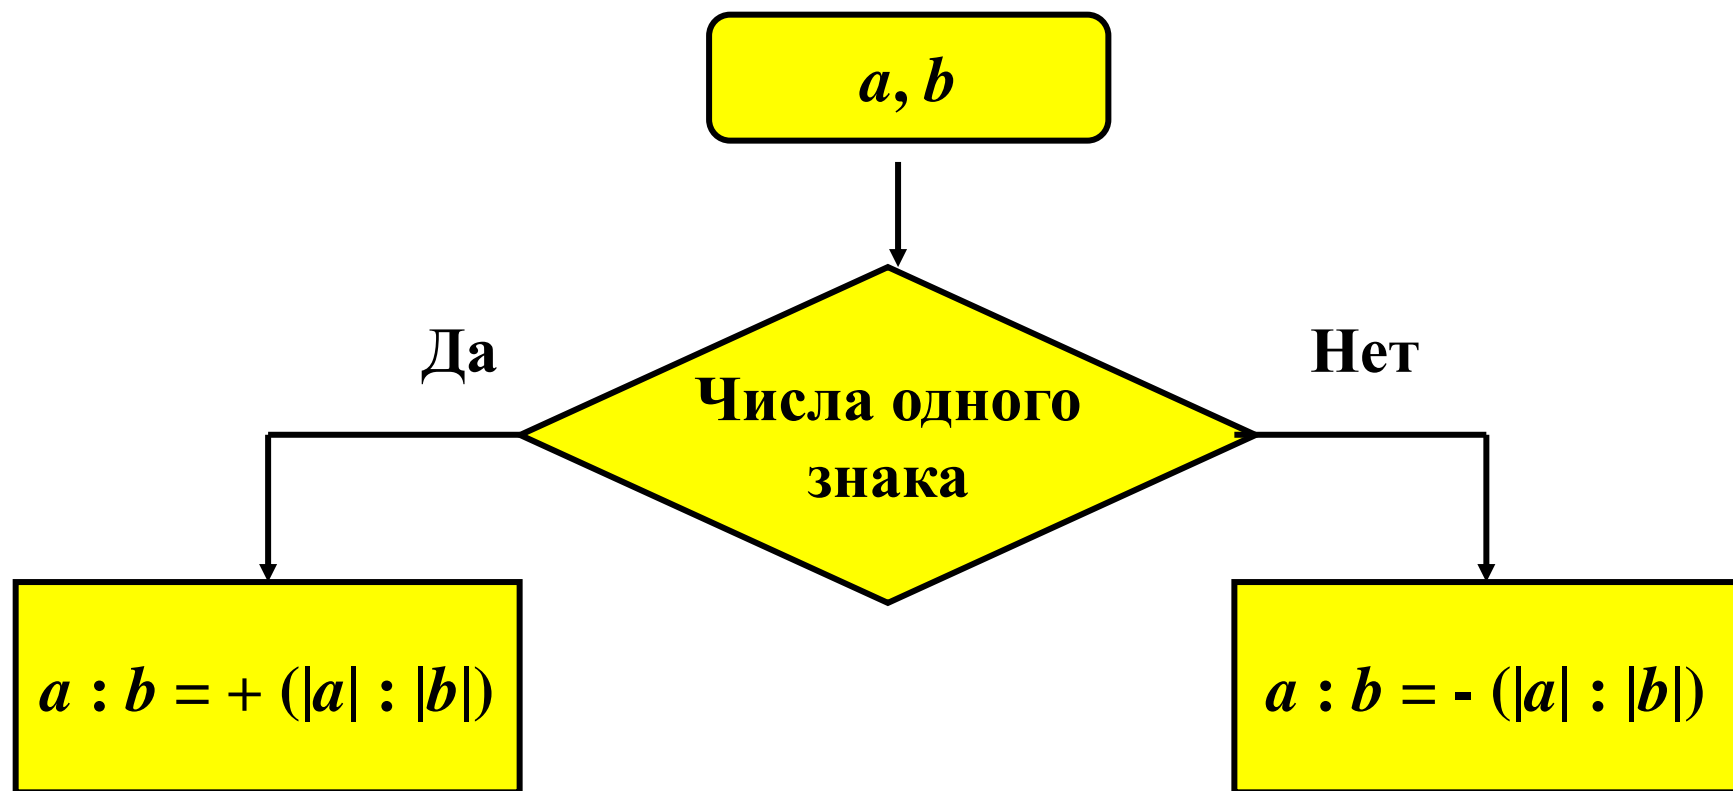 a, b
Да
Нет
Числа одного
знака
a : b = + (|a| : |b|)
a : b = - (|a| : |b|)